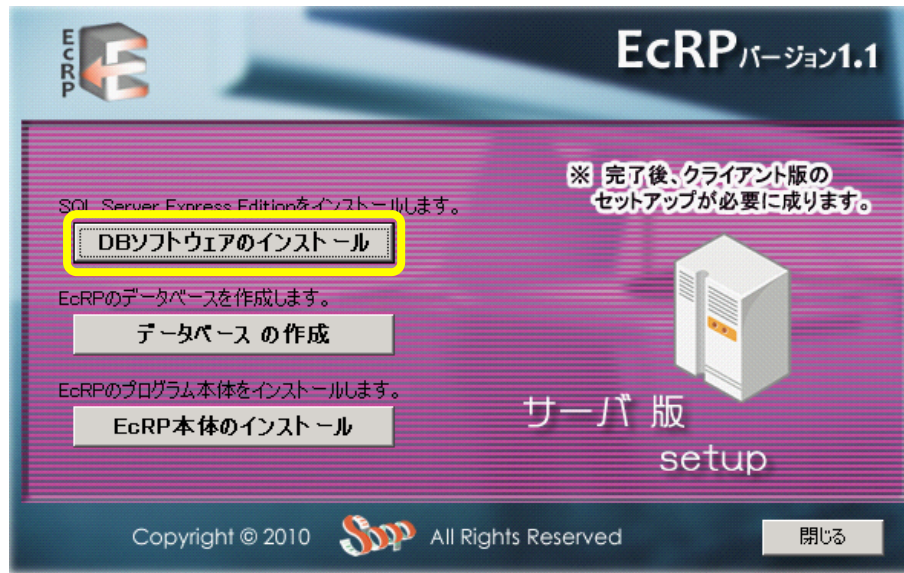 EcRP
EcRPバージョン1.1
※ 完了後、クライアント版の
セットアップが必要に成ります。
SQL Server Express Editionをインストールします。
DBソフトウェアのインストール
EcRPのデータベースを作成します。
データベース の作成
EcRPのプログラム本体をインストールします。
EcRP本体のインストール
サーバ 版
setup
Copyright © 2010 Sopp All Rights Reserved
閉じる